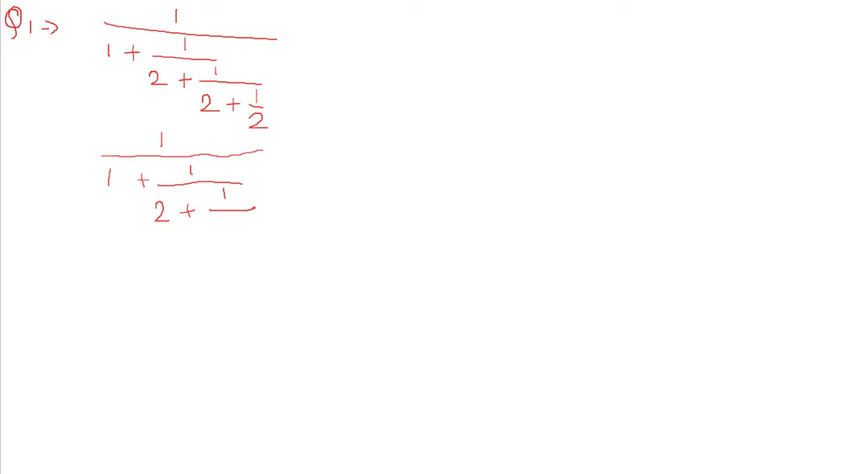 Q1 -> 1
1 + 1
2 + 1
2 + 1
2
1
1 + 1
2 + 1